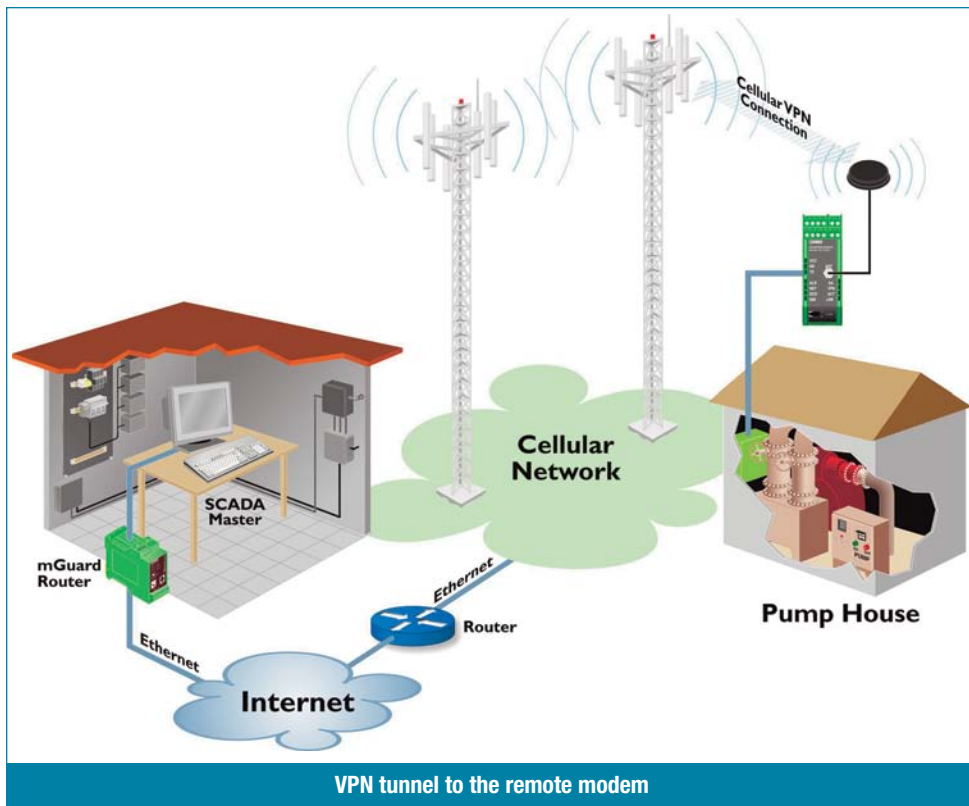 Cellular VPN
Connection
Cellular
Network
SCADA
Master
mGuard
Router
Ethernet
Router
Ethernet
Internet
PUMP
Pump House
VPN tunnel to the remote modem